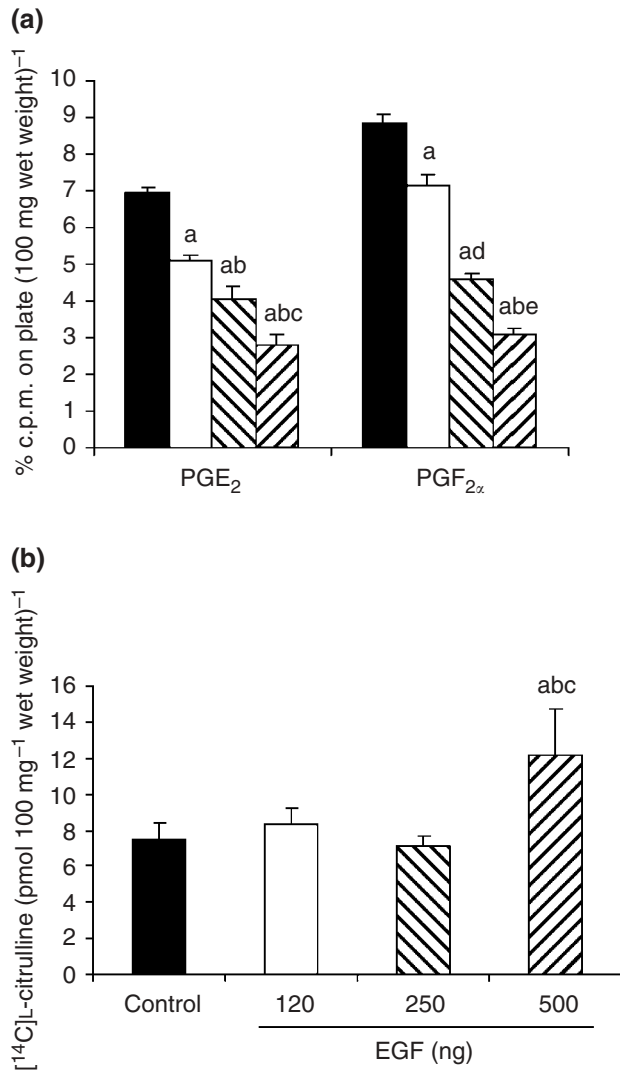 (a)
% c.p.m. on plate (100 mg wet weight)⁻¹
10
9
8
7
6
5
4
3
2
1
0
a
ab
abc
a
ad
abe
PGE₂
PGF₂α
(b)
[¹⁴C]L-citrulline (pmol 100 mg⁻¹ wet weight)⁻¹
16
14
12
10
8
6
4
2
0
abc
Control
120
250
500
EGF (ng)